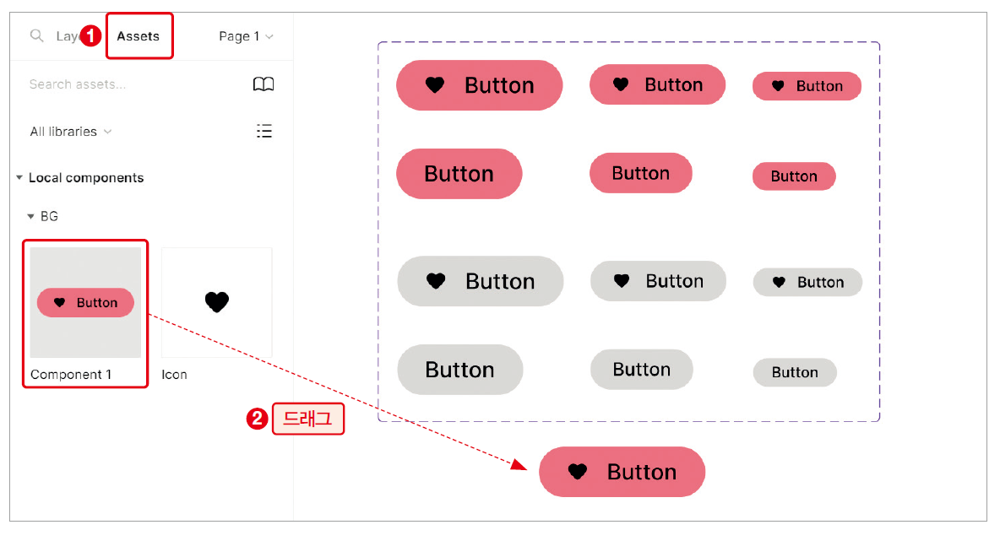 Lay
1
Assets
Page 1
Search assets...
All libraries
Local components
BG
Button
Component 1
Icon
2
드래그
Button
Button
Button
Button
Button
Button
Button
Button
Button
Button
Button
Button
Button